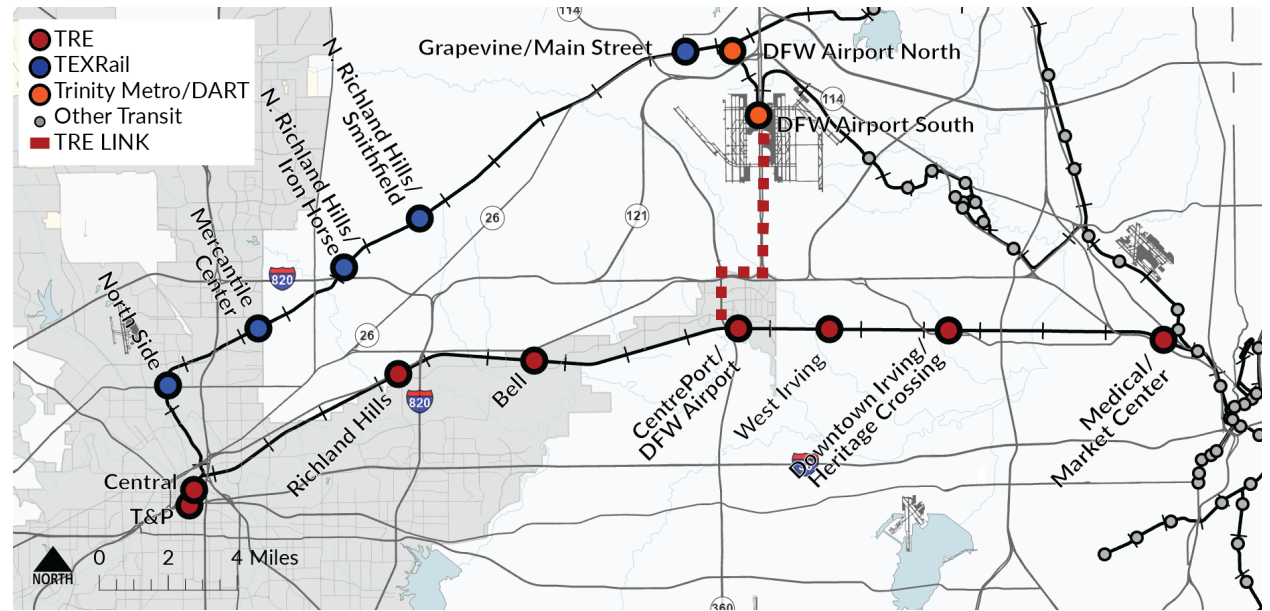 TRE
TEXRail
Trinity Metro/DART
Other Transit
TRE LINK
114
Grapevine/Main Street
DFW Airport North
114
DFW Airport South
N. Richland Hills/
Smithfield
N. Richland Hills/
Iron Horse
26
121
Mercantile
Center
820
North Side
26
820
Richland Hills
Bell
CentrePort/
DFW Airport
West Irving
Downtown Irving/
Heritage Crossing
Medical/
Market Center
Central
T&P
NORTH
0 2 4 Miles
360